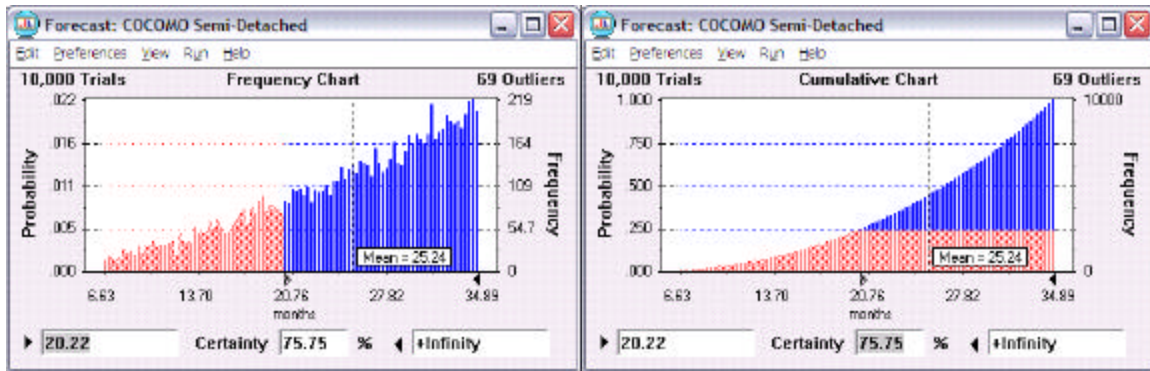 Forecast: COCOMO Semi-Detached
Edit Preferences View Run Help
10,000 Trials Frequency Chart 69 Outliers
.022 219
.016 164
.011 109
.005 54.7
.000 0
Probability
Frequency
Mean = 25.24
6.63 13.70 20.76 27.82 34.89
months
20.22 Certainty 75.75 % +Infinity
Forecast: COCOMO Semi-Detached
Edit Preferences View Run Help
10,000 Trials Cumulative Chart 69 Outliers
1.000 10000
.750
.500
.250
.000 0
Probability
Frequency
Mean = 25.24
6.63 13.70 20.76 27.82 34.89
months
20.22 Certainty 75.75 % +Infinity